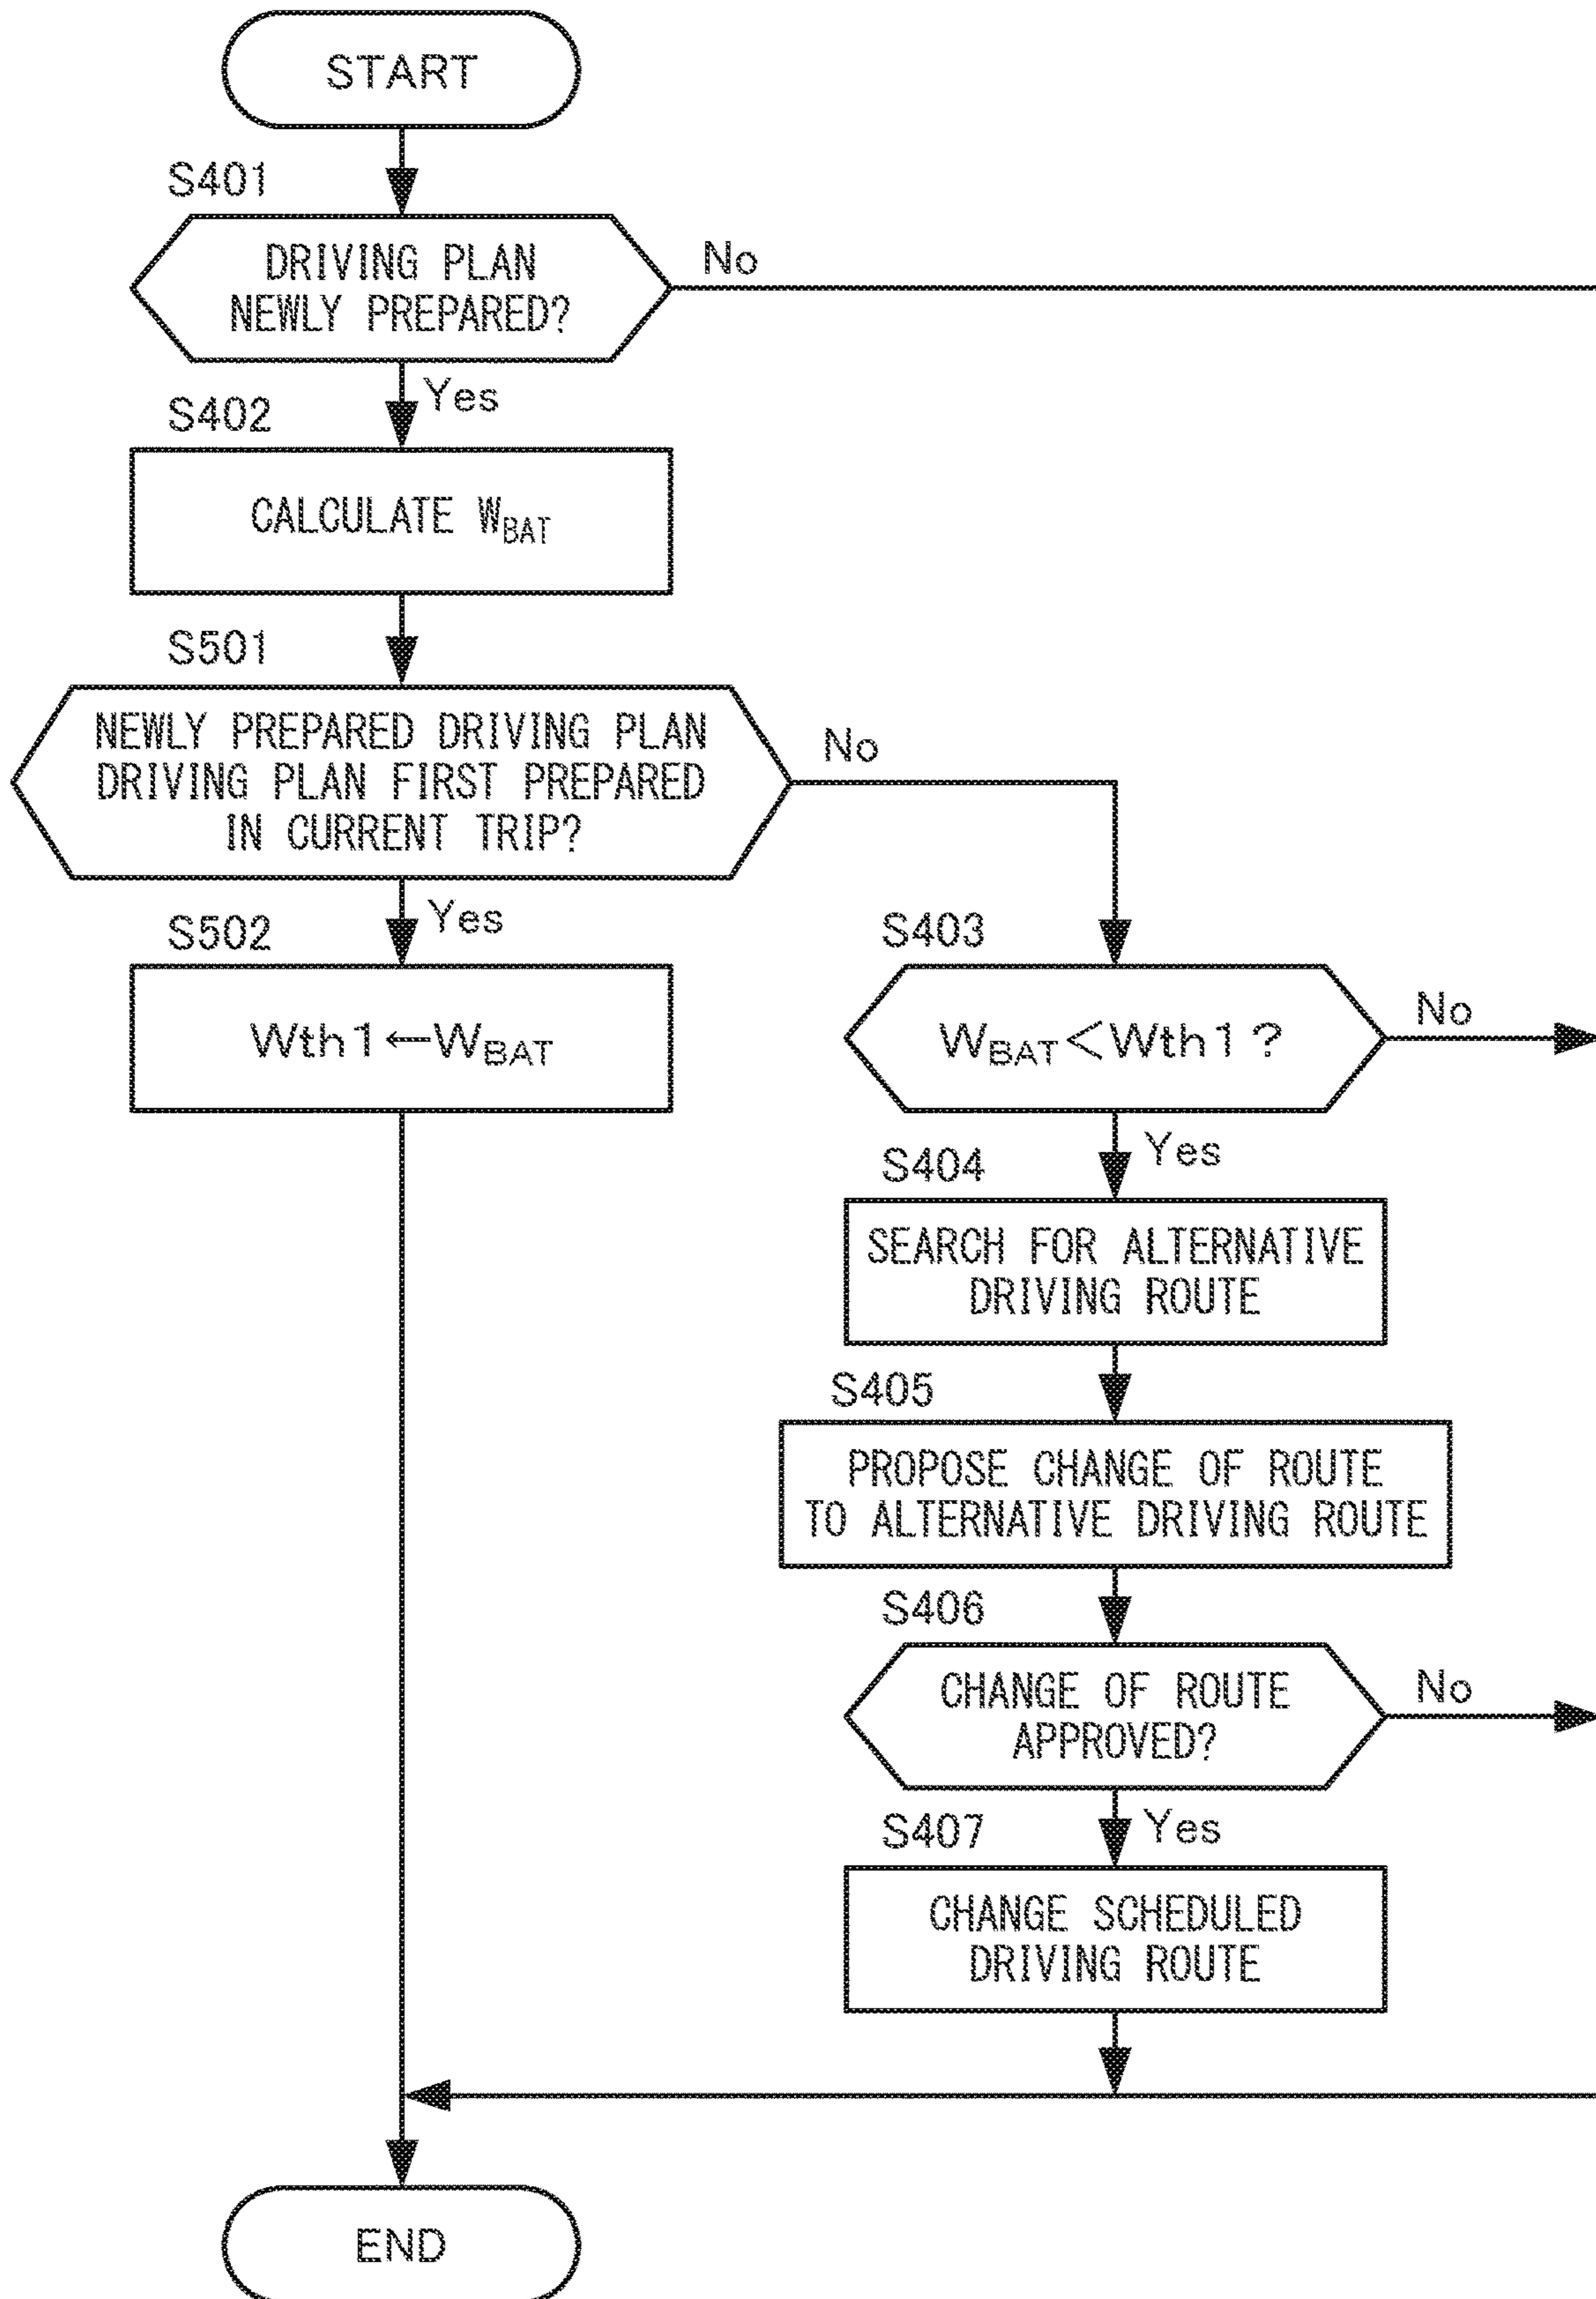 START
S401
DRIVING PLAN
NEWLY PREPARED?
No
Yes
S402
CALCULATE W_BAT
S501
NEWLY PREPARED DRIVING PLAN
DRIVING PLAN FIRST PREPARED
IN CURRENT TRIP?
No
Yes
S502
Wth1←W_BAT
S403
W_BAT<Wth1?
No
Yes
S404
SEARCH FOR ALTERNATIVE
DRIVING ROUTE
S405
PROPOSE CHANGE OF ROUTE
TO ALTERNATIVE DRIVING ROUTE
S406
CHANGE OF ROUTE
APPROVED?
No
Yes
S407
CHANGE SCHEDULED
DRIVING ROUTE
END